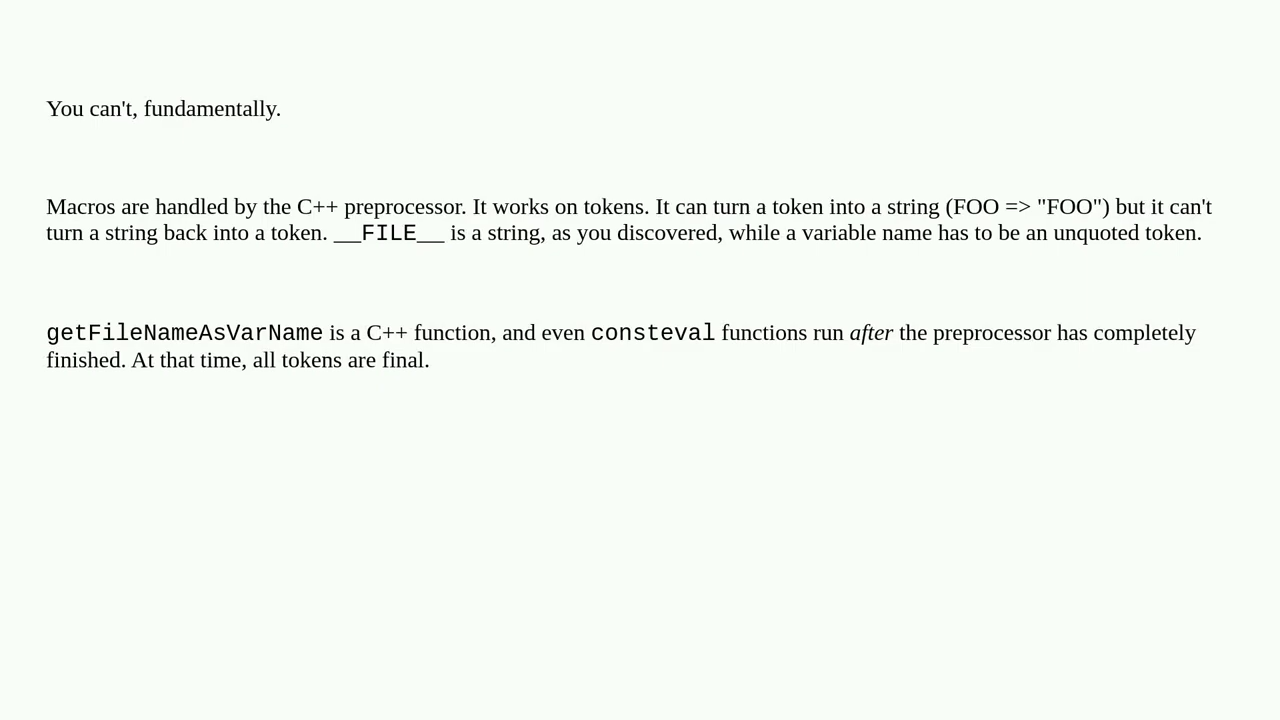 You can't, fundamentally.
Macros are handled by the C++ preprocessor. It works on tokens. It can turn a token into a string (FOO => "FOO") but it can't
turn a string back into a token. __FILE__ is a string, as you discovered, while a variable name has to be an unquoted token.
getFileNameAsVarName is a C++ function, and even consteval functions run after the preprocessor has completely
finished. At that time, all tokens are final.